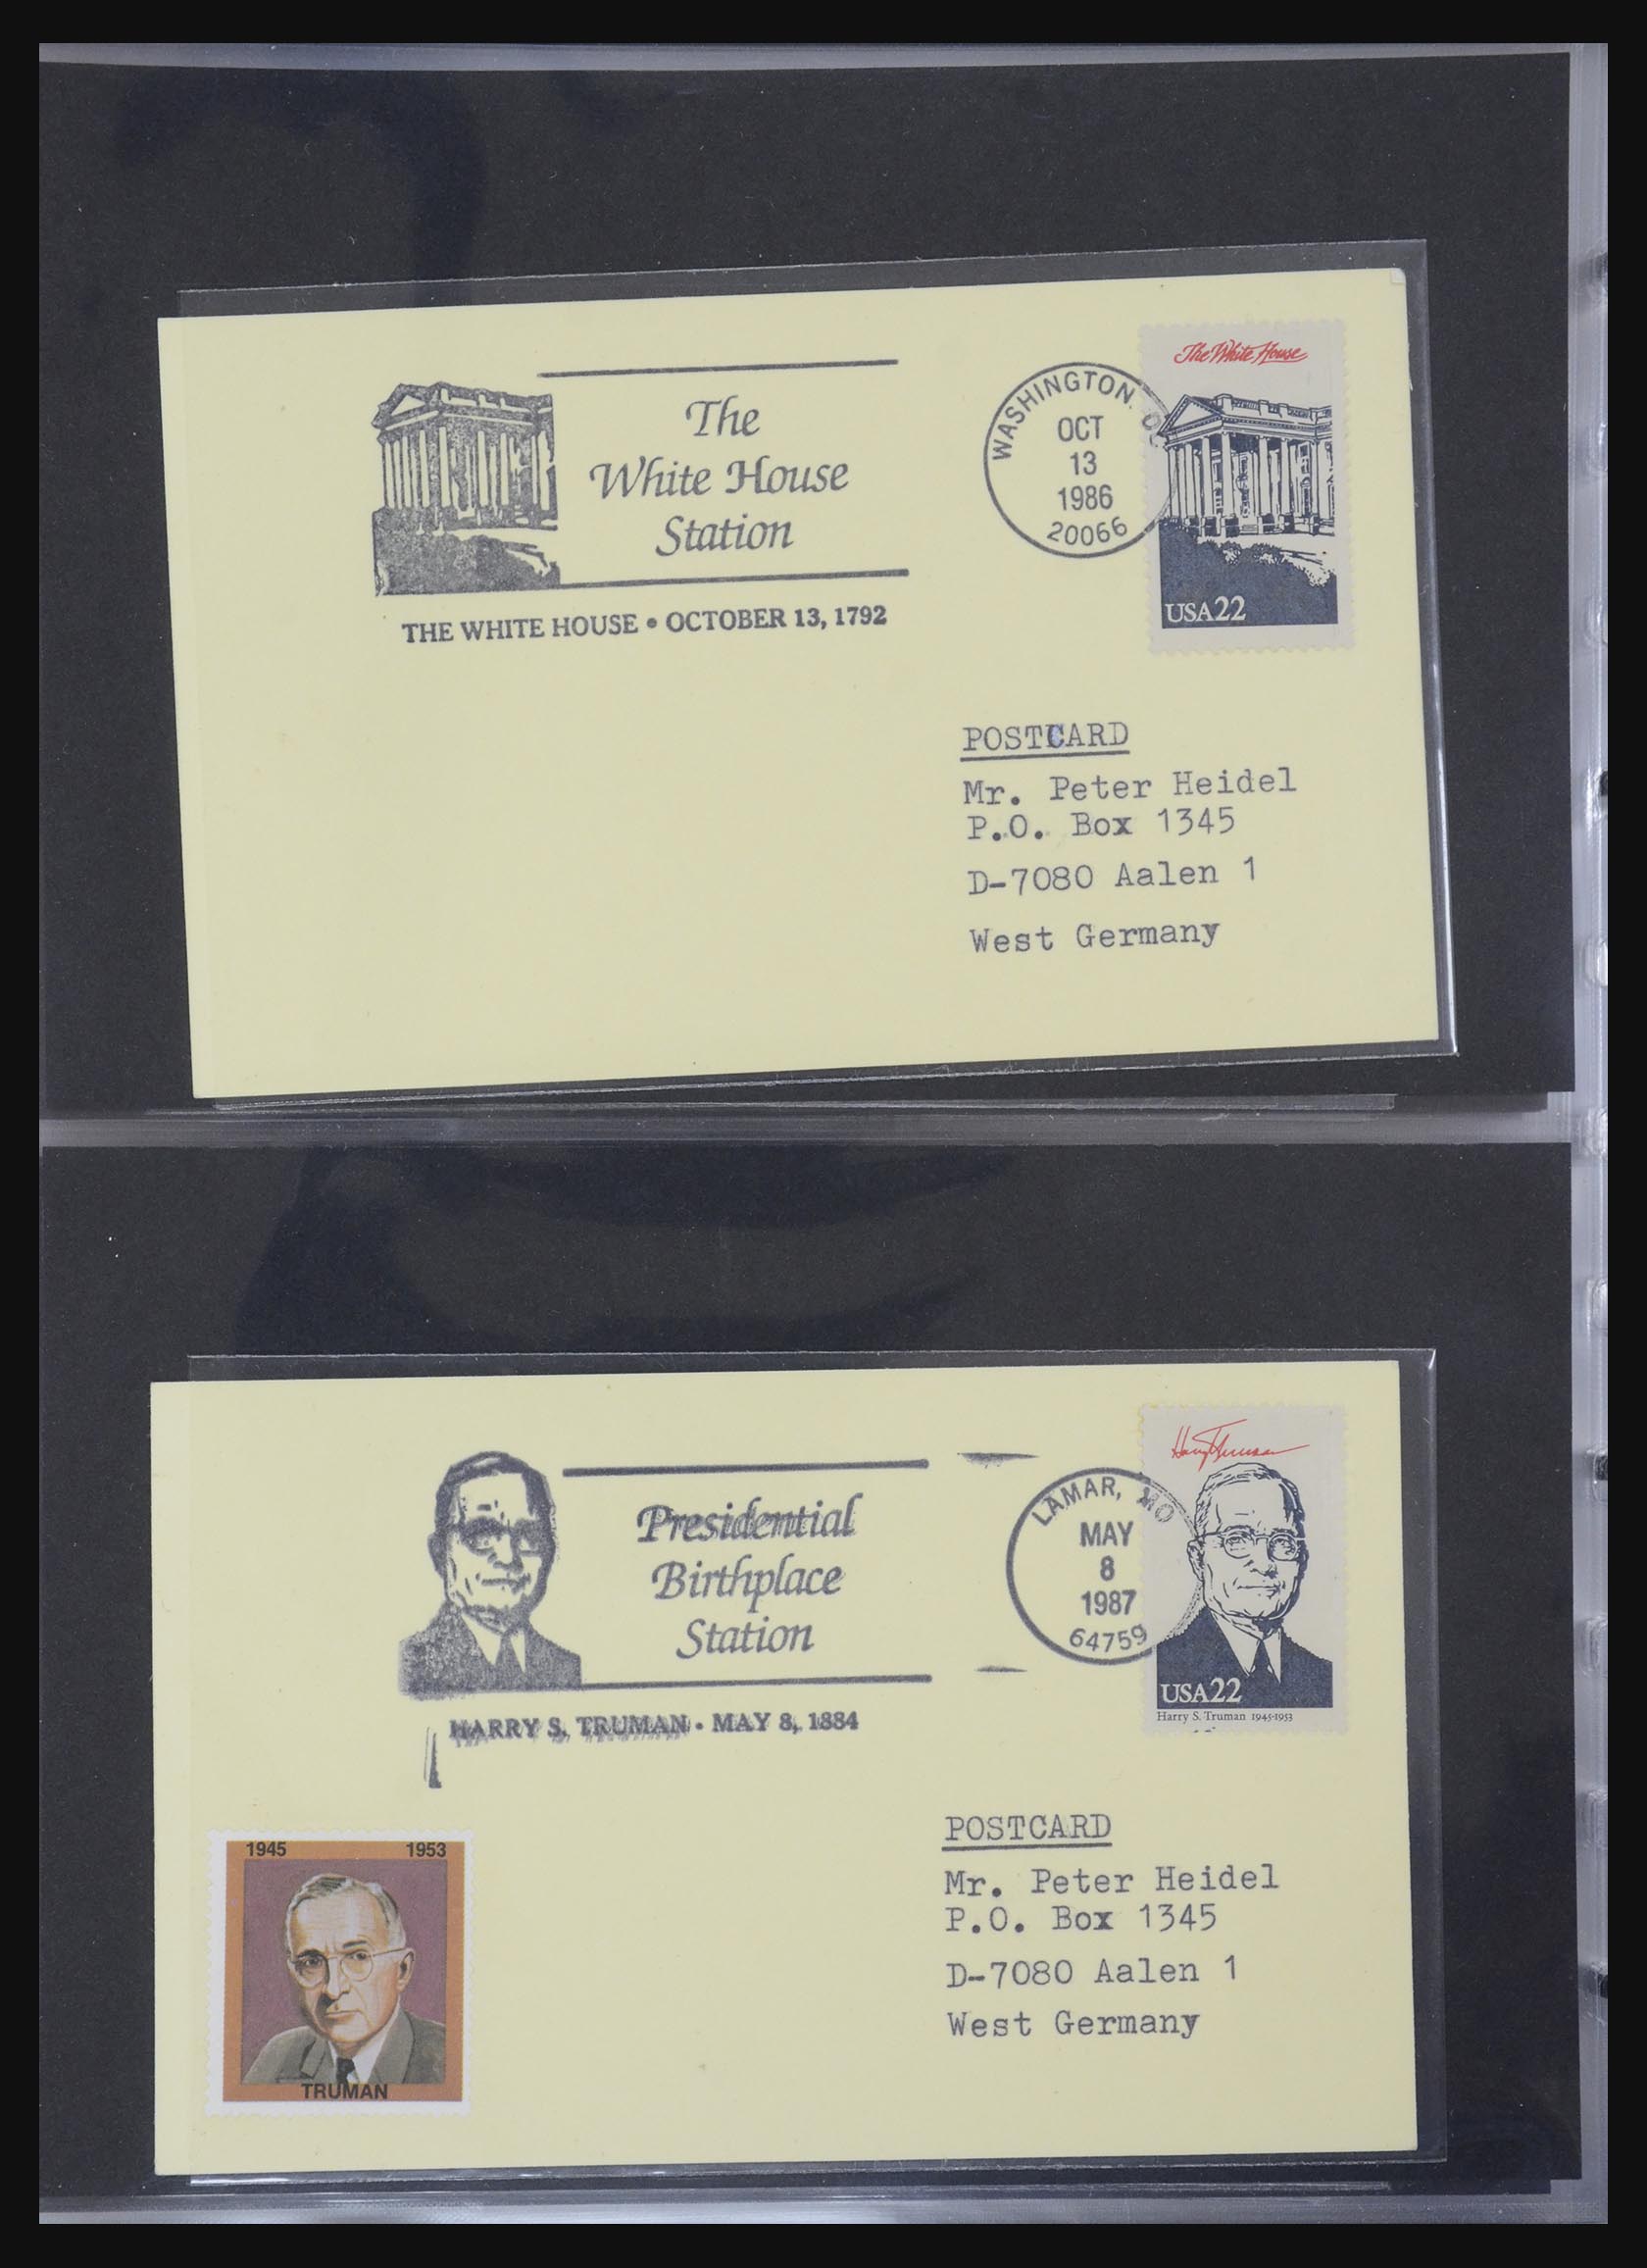 The
White House
Station
THE WHITE HOUSE • OCTOBER 13, 1792
WASHINGTON, DC
OCT
13
1986
20066
The White House
USA22
POSTCARD
Mr. Peter Heidel
P.O. Box 1345
D-7080 Aalen 1
West Germany
Presidential
Birthplace
Station
HARRY S. TRUMAN • MAY 8, 1884
LAMAR, MO
MAY
8
1987
64759
Harry Truman
USA22
Harry S. Truman 1945-1953
1945 1953
TRUMAN
POSTCARD
Mr. Peter Heidel
P.O. Box 1345
D-7080 Aalen 1
West Germany